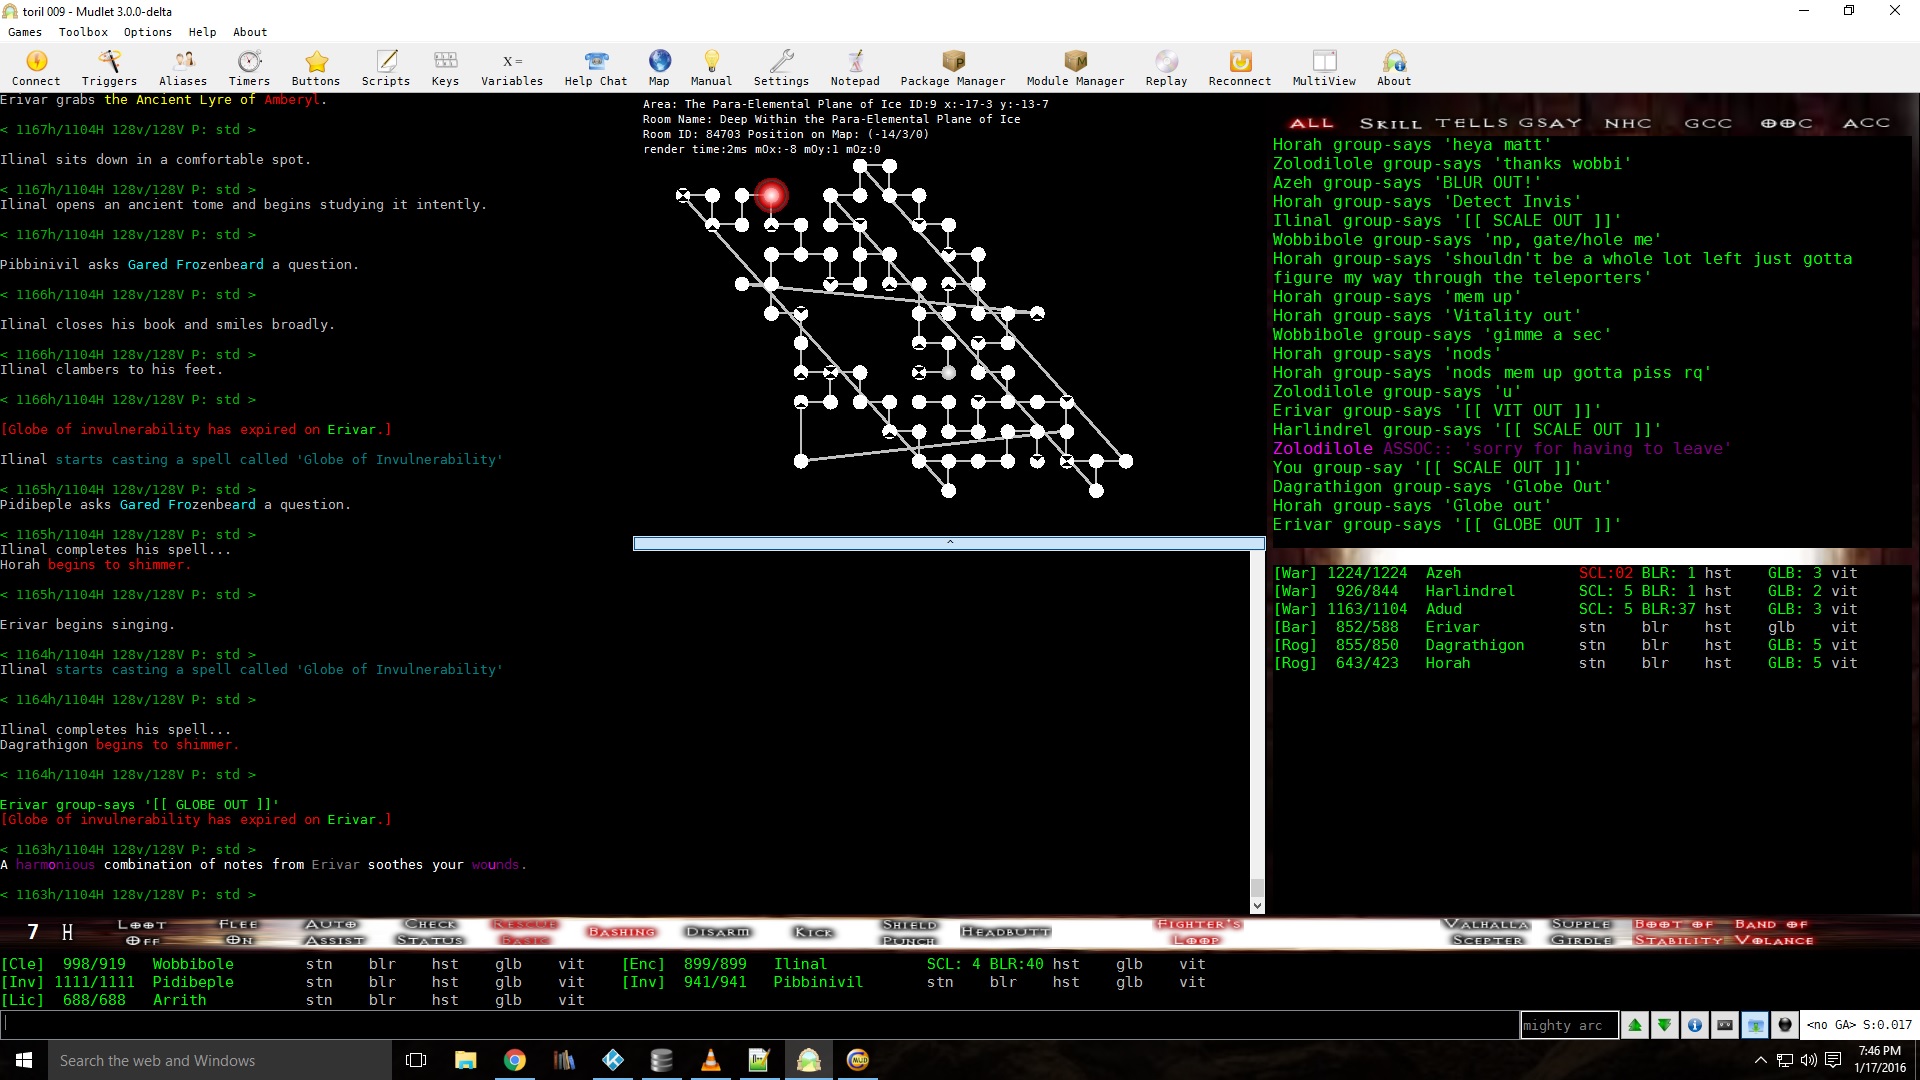 toril 009 - Mudlet 3.0.0-delta
Games Toolbox Options Help About
Connect Triggers Aliases Timers Buttons Scripts Keys Variables Help Chat Map Manual Settings Notepad Package Manager Module Manager Replay Reconnect MultiView About
X =
Erivar grabs the Ancient Lyre of Amberyl.
< 1167h/1104H 128v/128V P: std >
Ilinal sits down in a comfortable spot.
< 1167h/1104H 128v/128V P: std >
Ilinal opens an ancient tome and begins studying it intently.
< 1167h/1104H 128v/128V P: std >
Pibbinivil asks Gared Frozenbeard a question.
< 1166h/1104H 128v/128V P: std >
Ilinal closes his book and smiles broadly.
< 1166h/1104H 128v/128V P: std >
Ilinal clambers to his feet.
< 1166h/1104H 128v/128V P: std >
[Globe of invulnerability has expired on Erivar.]
Ilinal starts casting a spell called 'Globe of Invulnerability'
< 1165h/1104H 128v/128V P: std >
Pidibeple asks Gared Frozenbeard a question.
< 1165h/1104H 128v/128V P: std >
Ilinal completes his spell...
Horah begins to shimmer.
< 1165h/1104H 128v/128V P: std >
Erivar begins singing.
< 1164h/1104H 128v/128V P: std >
Ilinal starts casting a spell called 'Globe of Invulnerability'
< 1164h/1104H 128v/128V P: std >
Ilinal completes his spell...
Dagrathigon begins to shimmer.
< 1164h/1104H 128v/128V P: std >
Erivar group-says '[[ GLOBE OUT ]]'
[Globe of invulnerability has expired on Erivar.]
< 1163h/1104H 128v/128V P: std >
A harmonious combination of notes from Erivar soothes your wounds.
< 1163h/1104H 128v/128V P: std >
Area: The Para-Elemental Plane of Ice ID:9 x:-17-3 y:-13-7
Room Name: Deep Within the Para-Elemental Plane of Ice
Room ID: 84703 Position on Map: (-14/3/0)
render time:2ms mOx:-8 mOy:1 mOz:0
^
ALL SKILL TELLS GSAY NHC GCC OOC ACC
Horah group-says 'heya matt'
Zolodilole group-says 'thanks wobbi'
Azeh group-says 'BLUR OUT!'
Horah group-says 'Detect Invis'
Ilinal group-says '[[ SCALE OUT ]]'
Wobbibole group-says 'np, gate/hole me'
Horah group-says 'shouldn't be a whole lot left just gotta
figure my way through the teleporters'
Horah group-says 'mem up'
Horah group-says 'Vitality out'
Wobbibole group-says 'gimme a sec'
Horah group-says 'nods'
Horah group-says 'nods mem up gotta piss rq'
Zolodilole group-says 'u'
Erivar group-says '[[ VIT OUT ]]'
Harlindrel group-says '[[ SCALE OUT ]]'
Zolodilole ASSOC:: 'sorry for having to leave'
You group-say '[[ SCALE OUT ]]'
Dagrathigon group-says 'Globe Out'
Horah group-says 'Globe out'
Erivar group-says '[[ GLOBE OUT ]]'
[War] 1224/1224 Azeh SCL:02 BLR: 1 hst GLB: 3 vit
[War] 926/844 Harlindrel SCL: 5 BLR: 1 hst GLB: 2 vit
[War] 1163/1104 Adud SCL: 5 BLR:37 hst GLB: 3 vit
[Bar] 852/588 Erivar stn blr hst glb vit
[Rog] 855/850 Dagrathigon stn blr hst GLB: 5 vit
[Rog] 643/423 Horah stn blr hst GLB: 5 vit
7 H LOOT OFF FLEE ON AUTO ASSIST CHECK STATUS RESCUE BASIC BASHING DISARM KICK SHIELD PUNCH HEADBUTT FIGHTER'S LOOP VALHALLA SCEPTER SUPPLE GIRDLE BOOT OF STABILITY BAND OF VOLANCE
[Cle] 998/919 Wobbibole stn blr hst glb vit [Enc] 899/899 Ilinal SCL: 4 BLR:40 hst glb vit
[Inv] 1111/1111 Pidibeple stn blr hst glb vit [Inv] 941/941 Pibbinivil stn blr hst glb vit
[Lic] 688/688 Arrith stn blr hst glb vit
mighty arc <no GA> S:0.017
Search the web and Windows
7:46 PM
1/17/2016